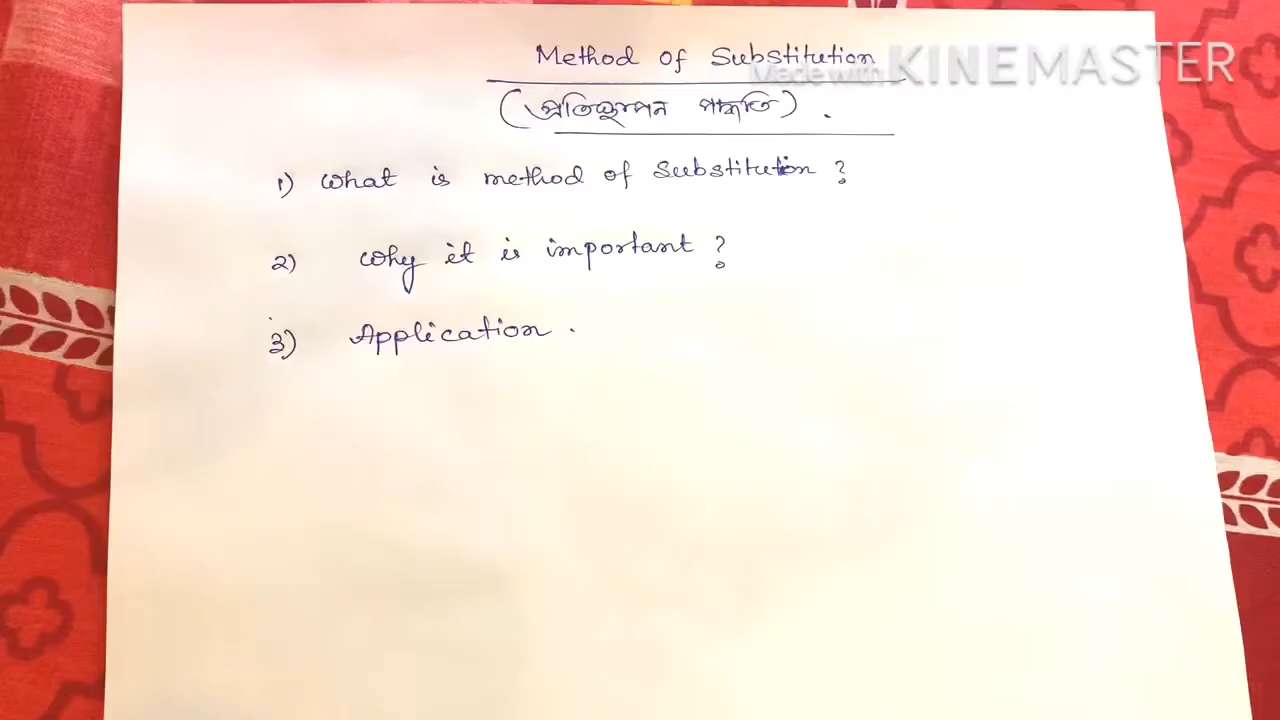 Method of Substitution
Made with KINEMASTER
(প্রতিস্থাপন পদ্ধতি).
1) What is method of Substitution?
2) Why it is important?
3) Application.